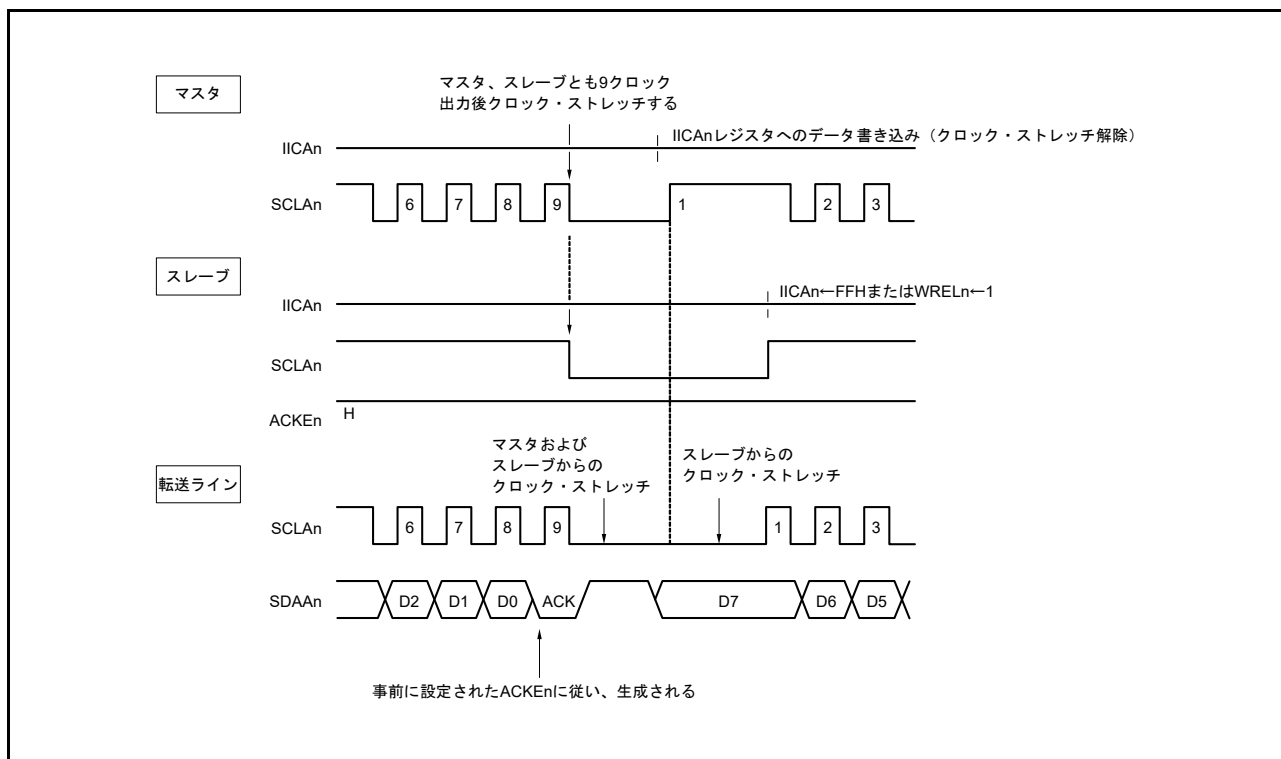 マスタ
マスタ、スレーブとも9クロック
出力後クロック・ストレッチする
IICAnレジスタへのデータ書き込み（クロック・ストレッチ解除）
IICAn
SCLAn
6 7 8 9 1 2 3
スレーブ
IICAn←FFHまたはWRELn←1
IICAn
SCLAn
ACKEn
H
マスタおよび
スレーブからの
クロック・ストレッチ
スレーブからの
クロック・ストレッチ
転送ライン
SCLAn
6 7 8 9 1 2 3
SDAAn
D2 D1 D0 ACK D7 D6 D5
事前に設定されたACKEnに従い、生成される